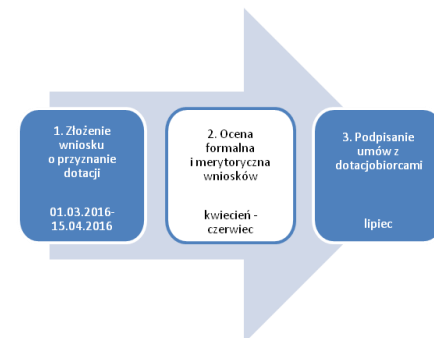 1. Złożenie
wniosku
o przyznanie
dotacji
01.03.2016-
15.04.2016
2. Ocena
formalna
i merytoryczna
wniosków
kwiecień -
czerwiec
3. Podpisanie
umów z
dotacjobiorcami
lipiec